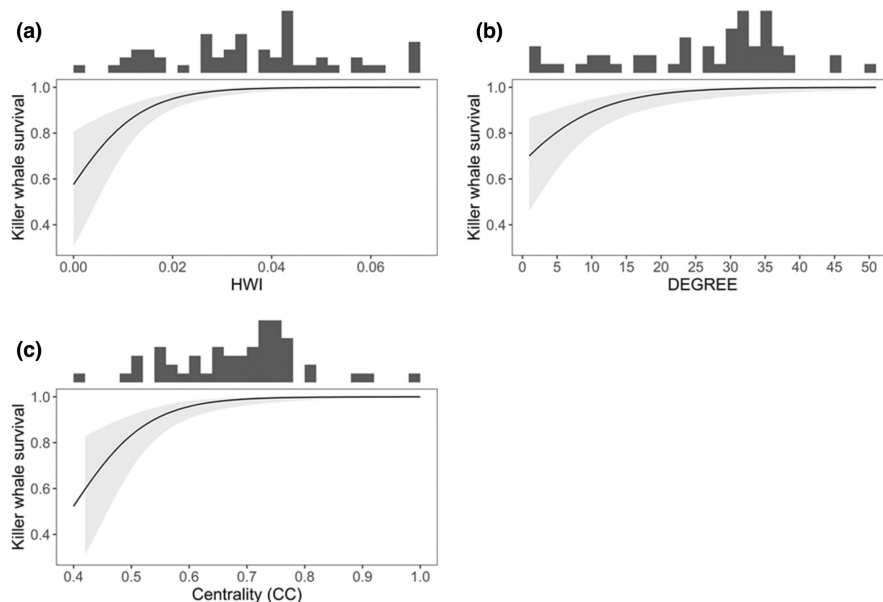 (a)
Killer whale survival
1.0
0.8
0.6
0.4
0.00 0.02 0.04 0.06
HWI
(b)
Killer whale survival
1.0
0.8
0.6
0.4
0 5 10 15 20 25 30 35 40 45 50
DEGREE
(c)
Killer whale survival
1.0
0.8
0.6
0.4
0.4 0.5 0.6 0.7 0.8 0.9 1.0
Centrality (CC)